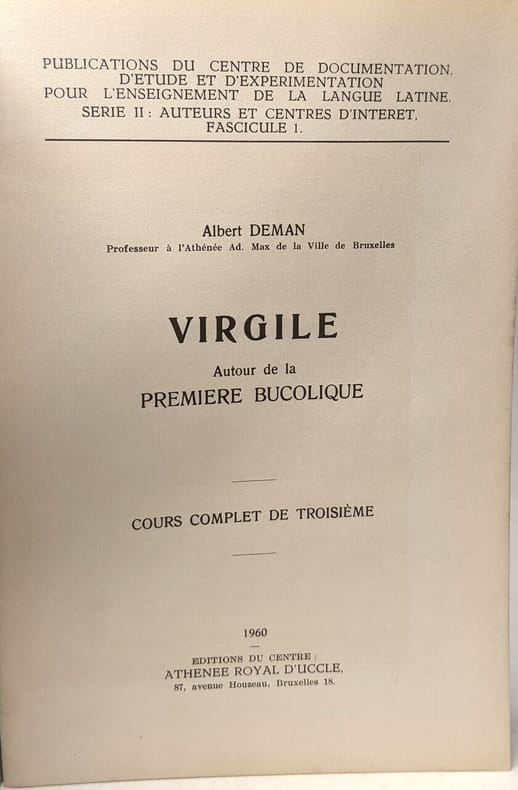 PUBLICATIONS DU CENTRE DE DOCUMENTATION,
D'ETUDE ET D'EXPERIMENTATION
POUR L'ENSEIGNEMENT DE LA LANGUE LATINE.
SERIE II : AUTEURS ET CENTRES D'INTERET,
FASCICULE 1.
Albert DEMAN
Professeur à l'Athénée Ad. Max de la Ville de Bruxelles
VIRGILE
Autour de la
PREMIERE BUCOLIQUE
COURS COMPLET DE TROISIÈME
1960
EDITIONS DU CENTRE :
ATHENEE ROYAL D'UCCLE,
87, avenue Houzeau, Bruxelles 18.